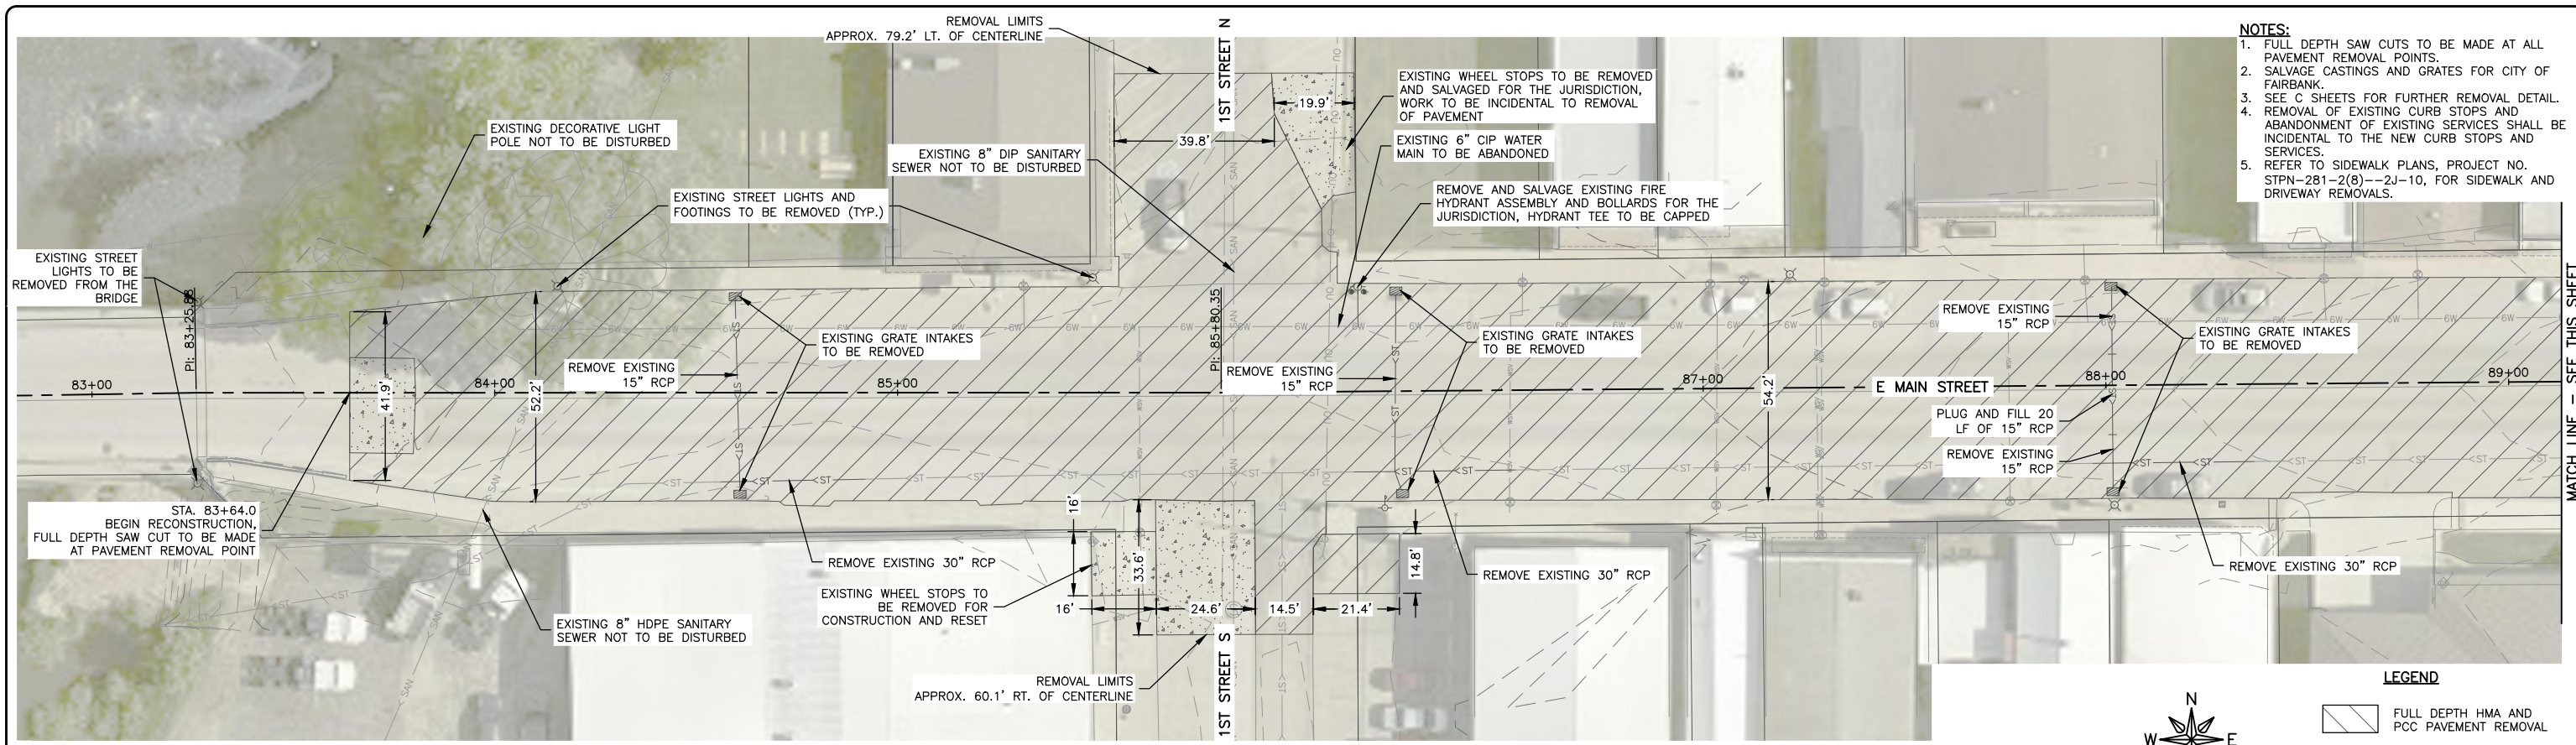 REMOVAL LIMITS
APPROX. 79.2' LT. OF CENTERLINE
1ST STREET N
NOTES:
1. FULL DEPTH SAW CUTS TO BE MADE AT ALL
PAVEMENT REMOVAL POINTS.
2. SALVAGE CASTINGS AND GRATES FOR CITY OF
FAIRBANK.
3. SEE C SHEETS FOR FURTHER REMOVAL DETAIL.
4. REMOVAL OF EXISTING CURB STOPS AND
ABANDONMENT OF EXISTING SERVICES SHALL BE
INCIDENTAL TO THE NEW CURB STOPS AND
SERVICES.
5. REFER TO SIDEWALK PLANS, PROJECT NO.
STPN-281-2(8)--2J-10, FOR SIDEWALK AND
DRIVEWAY REMOVALS.
EXISTING WHEEL STOPS TO BE REMOVED
AND SALVAGED FOR THE JURISDICTION,
WORK TO BE INCIDENTAL TO REMOVAL
OF PAVEMENT
19.9'
39.8'
EXISTING DECORATIVE LIGHT
POLE NOT TO BE DISTURBED
EXISTING 8" DIP SANITARY
SEWER NOT TO BE DISTURBED
EXISTING 6" CIP WATER
MAIN TO BE ABANDONED
EXISTING STREET LIGHTS AND
FOOTINGS TO BE REMOVED (TYP.)
REMOVE AND SALVAGE EXISTING FIRE
HYDRANT ASSEMBLY AND BOLLARDS FOR THE
JURISDICTION, HYDRANT TEE TO BE CAPPED
EXISTING STREET
LIGHTS TO BE
REMOVED FROM THE
BRIDGE
PI: 83+25.88
PI: 85+80.35
EXISTING GRATE INTAKES
TO BE REMOVED
REMOVE EXISTING
15" RCP
EXISTING GRATE INTAKES
TO BE REMOVED
REMOVE EXISTING
15" RCP
REMOVE EXISTING
15" RCP
EXISTING GRATE INTAKES
TO BE REMOVED
83+00
84+00
85+00
87+00
88+00
89+00
41.9'
52.2'
54.2'
E MAIN STREET
PLUG AND FILL 20
LF OF 15" RCP
REMOVE EXISTING
15" RCP
MATCH LINE - SEE THIS SHEET
STA. 83+64.0
BEGIN RECONSTRUCTION,
FULL DEPTH SAW CUT TO BE MADE
AT PAVEMENT REMOVAL POINT
REMOVE EXISTING 30" RCP
REMOVE EXISTING 30" RCP
REMOVE EXISTING 30" RCP
16'
33.6'
14.8'
EXISTING WHEEL STOPS TO
BE REMOVED FOR
CONSTRUCTION AND RESET
16'
24.6'
14.5'
21.4'
EXISTING 8" HDPE SANITARY
SEWER NOT TO BE DISTURBED
REMOVAL LIMITS
APPROX. 60.1' RT. OF CENTERLINE
1ST STREET S
LEGEND
FULL DEPTH HMA AND
PCC PAVEMENT REMOVAL
N
W
E